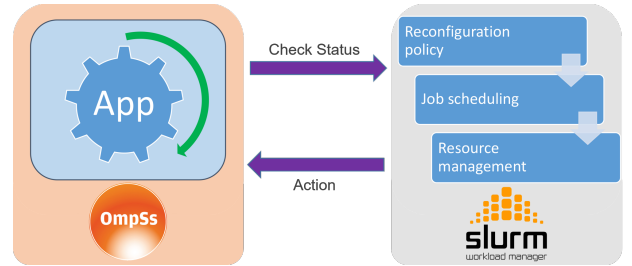 App
OmpSs
Check Status
Action
Reconfiguration
policy
Job scheduling
Resource
management
slurm
workload manager